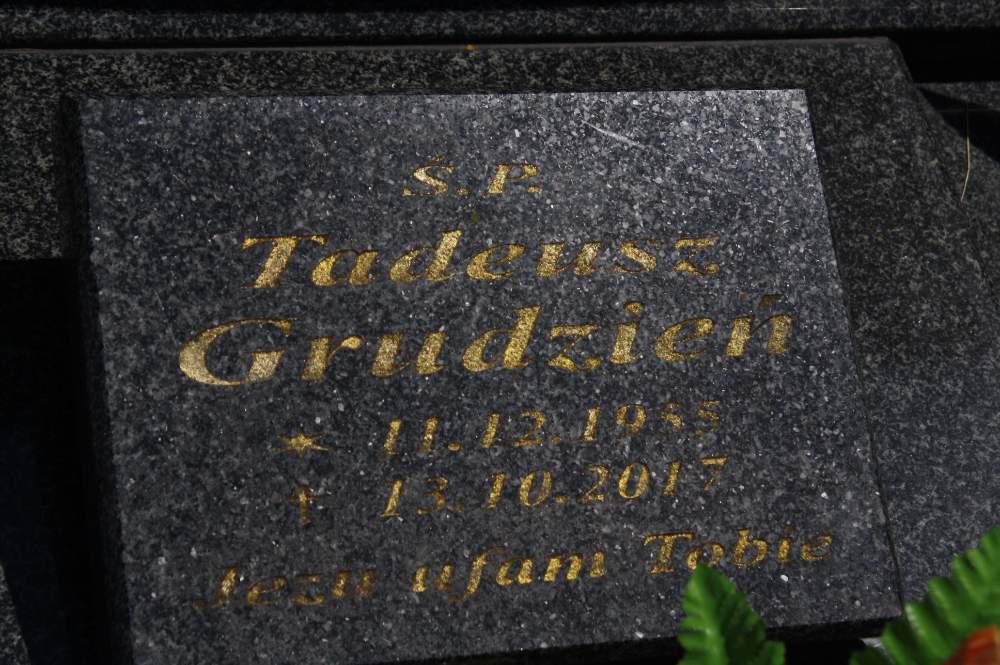 Ś.P.
Tadeusz
Grudzień
* 11.12.1955
† 13.10.2017
Jezu ufam Tobie